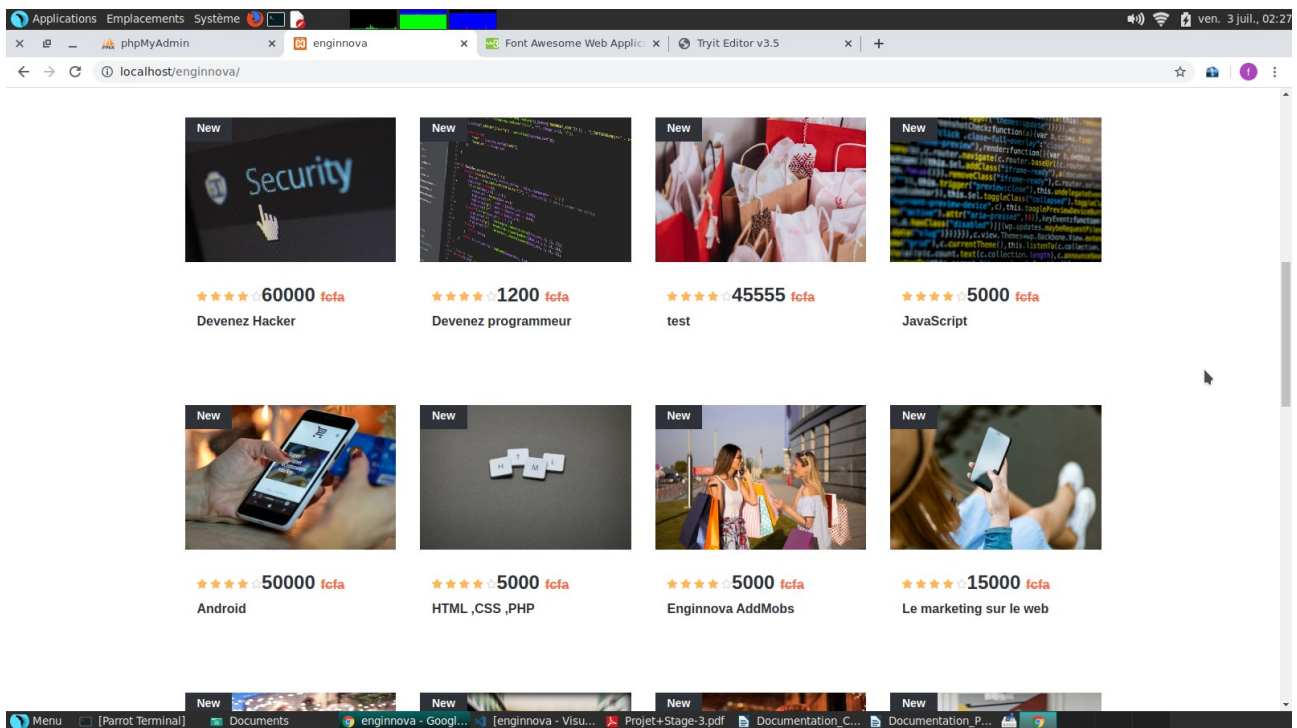 Applications Emplacements Système ven. 3 juil., 02:27
phpMyAdmin enginnova Font Awesome Web Applic Tryit Editor v3.5
localhost/enginnova/ f
New New New New
Security
60000 fcfa 1200 fcfa 45555 fcfa 5000 fcfa
Devenez Hacker Devenez programmeur test JavaScript
New New New New
H T M L
50000 fcfa 5000 fcfa 5000 fcfa 15000 fcfa
Android HTML ,CSS ,PHP Enginnova AddMobs Le marketing sur le web
New New New New
Menu [Parrot Terminal] Documents enginnova - Googl... [enginnova - Visu... Projet+Stage-3.pdf Documentation_C... Documentation_P...